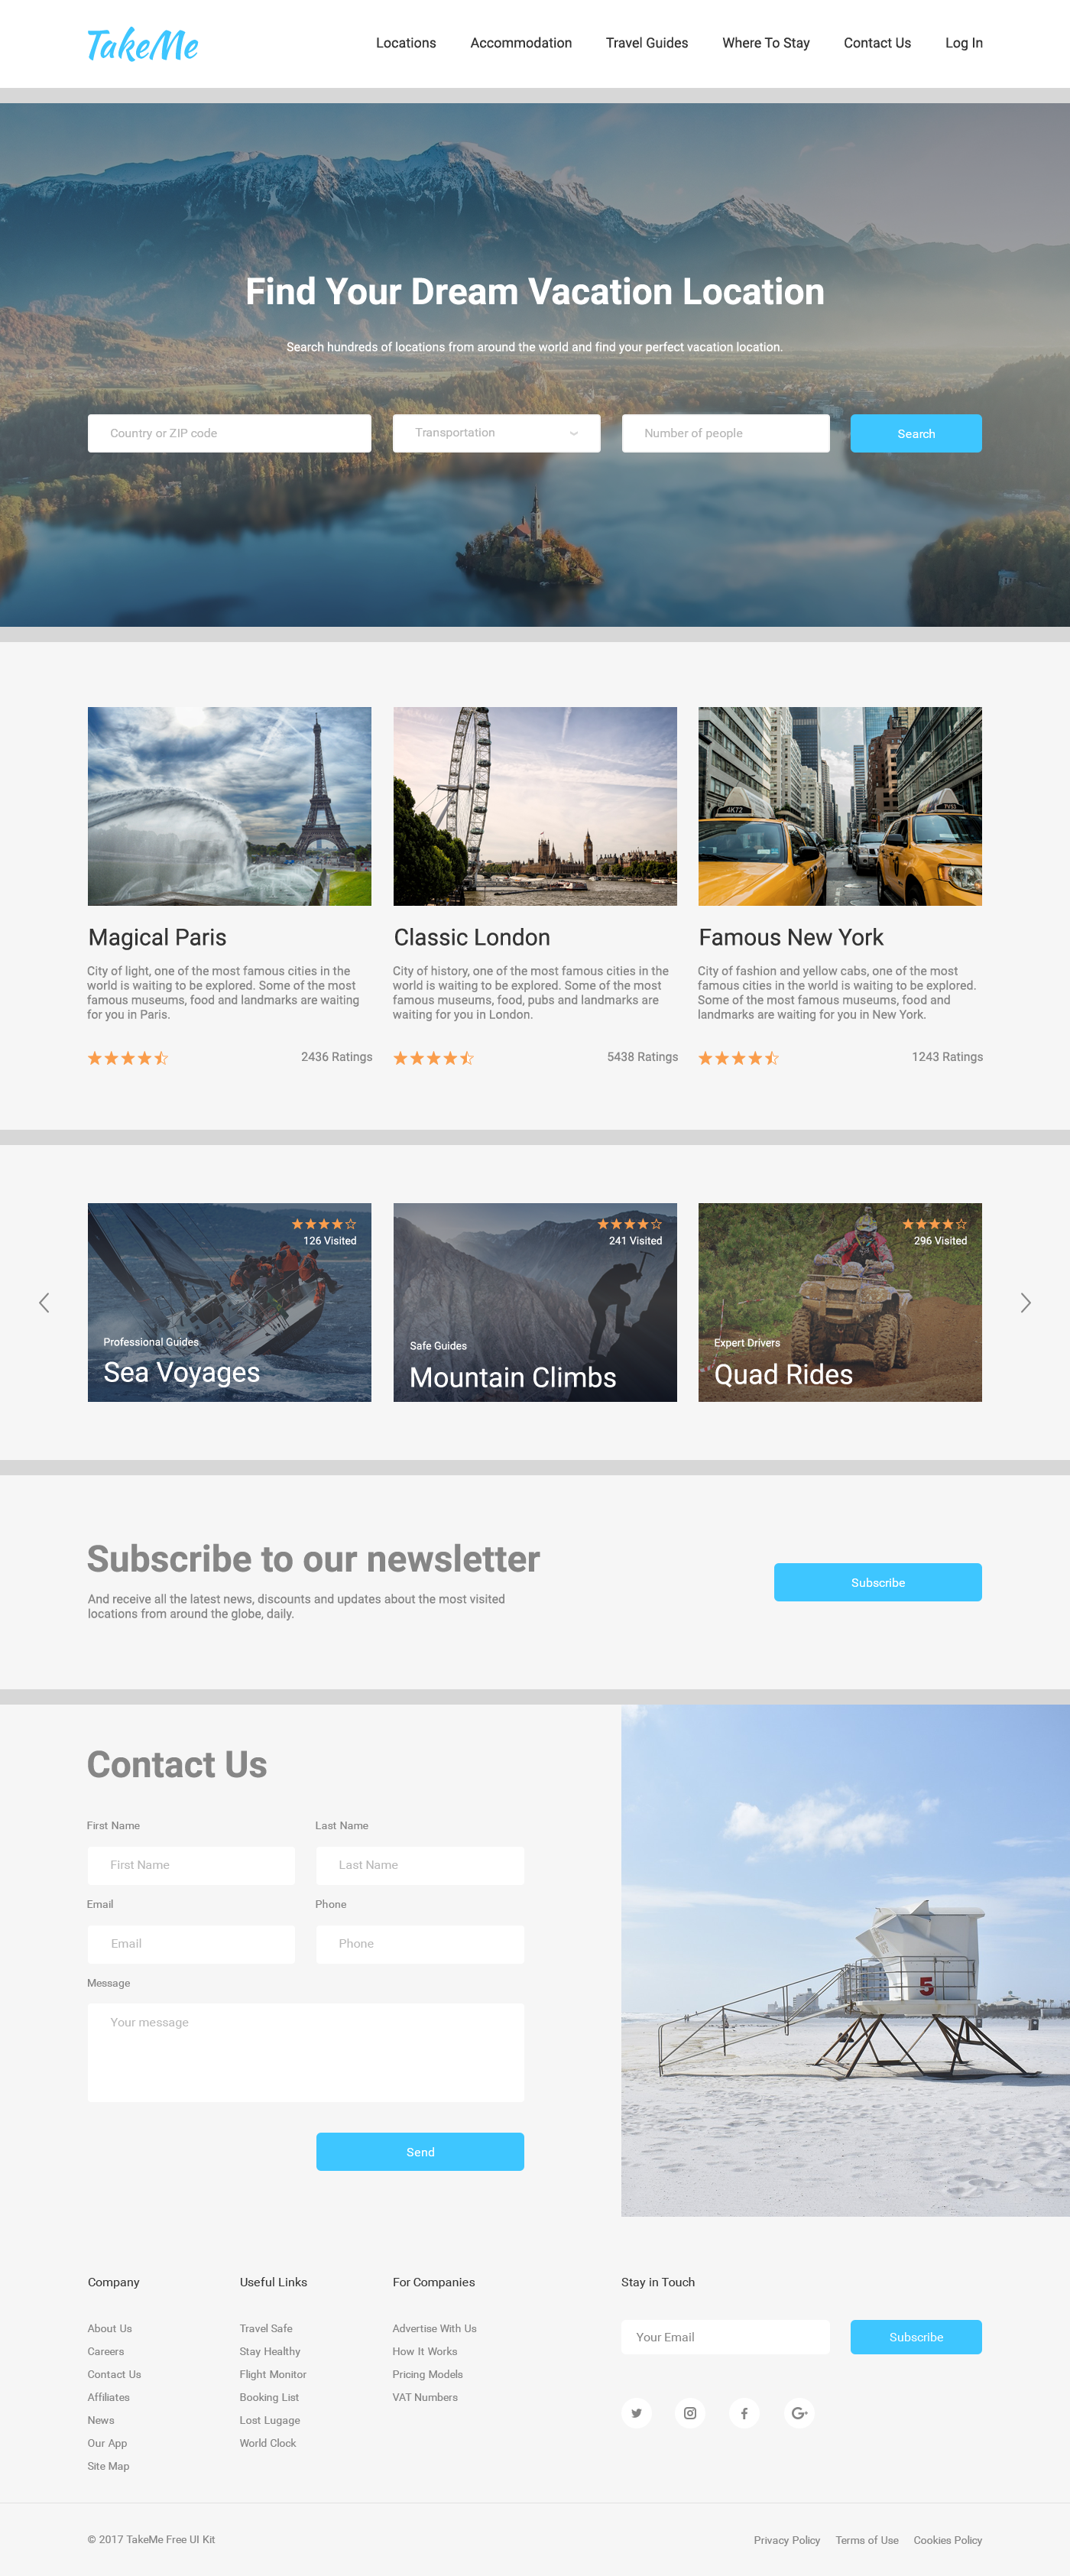 TakeMe
Locations Accommodation Travel Guides Where To Stay Contact Us Log In
Find Your Dream Vacation Location
Search hundreds of locations from around the world and find your perfect vacation location.
Country or ZIP code Transportation Number of people Search
4K72
7V53
Magical Paris
City of light, one of the most famous cities in the
world is waiting to be explored. Some of the most
famous museums, food and landmarks are waiting
for you in Paris.
2436 Ratings
Classic London
City of history, one of the most famous cities in the
world is waiting to be explored. Some of the most
famous museums, food, pubs and landmarks are
waiting for you in London.
5438 Ratings
Famous New York
City of fashion and yellow cabs, one of the most
famous cities in the world is waiting to be explored.
Some of the most famous museums, food and
landmarks are waiting for you in New York.
1243 Ratings
126 Visited
Professional Guides
Sea Voyages
241 Visited
Safe Guides
Mountain Climbs
296 Visited
Expert Drivers
Quad Rides
Subscribe to our newsletter
And receive all the latest news, discounts and updates about the most visited
locations from around the globe, daily.
Subscribe
Contact Us
First Name Last Name
First Name Last Name
Email Phone
Email Phone
Message
Your message
Send
5
Company
About Us
Careers
Contact Us
Affiliates
News
Our App
Site Map
Useful Links
Travel Safe
Stay Healthy
Flight Monitor
Booking List
Lost Lugage
World Clock
For Companies
Advertise With Us
How It Works
Pricing Models
VAT Numbers
Stay in Touch
Your Email Subscribe
© 2017 TakeMe Free UI Kit
Privacy Policy Terms of Use Cookies Policy